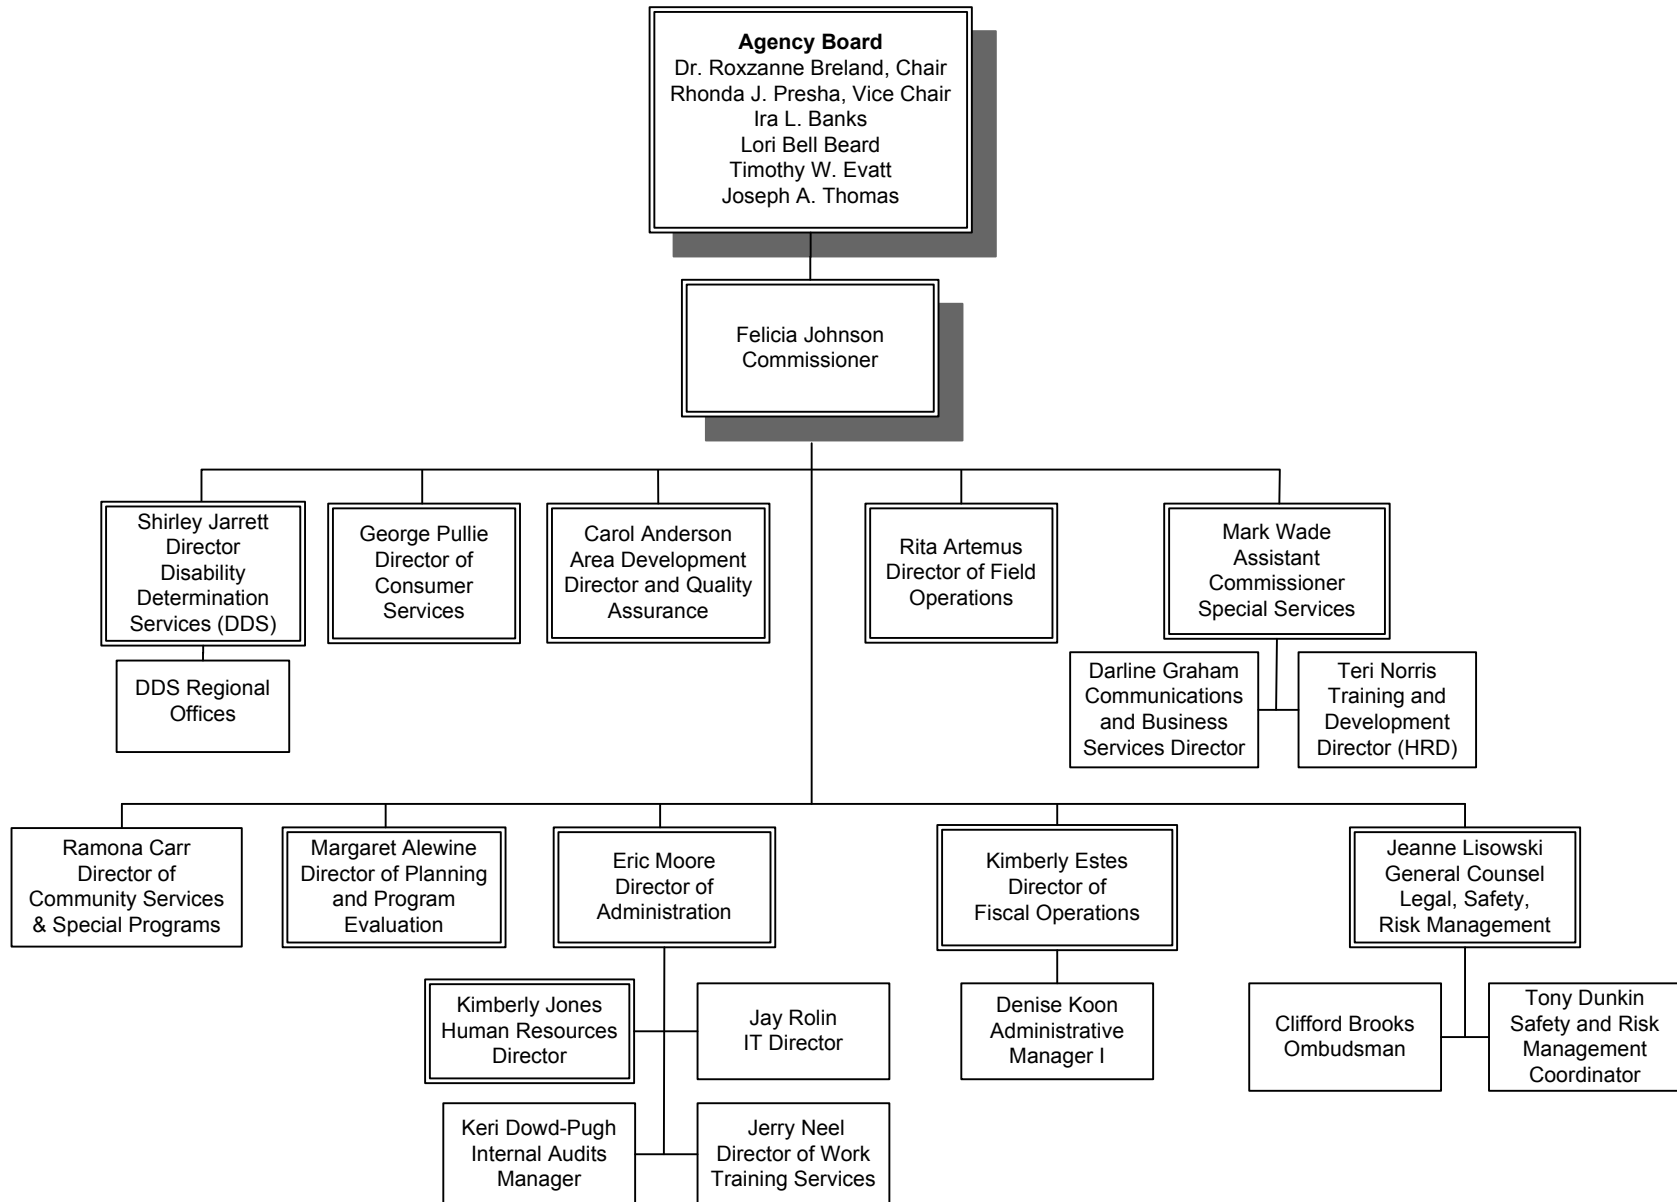 Agency Board
Dr. Roxzanne Breland, Chair
Rhonda J. Presha, Vice Chair
Ira L. Banks
Lori Bell Beard
Timothy W. Evatt
Joseph A. Thomas
Felicia Johnson
Commissioner
Shirley Jarrett
Director
Disability
Determination
Services (DDS)
George Pullie
Director of
Consumer
Services
Carol Anderson
Area Development
Director and Quality
Assurance
Rita Artemus
Director of Field
Operations
Mark Wade
Assistant
Commissioner
Special Services
DDS Regional
Offices
Darline Graham
Communications
and Business
Services Director
Teri Norris
Training and
Development
Director (HRD)
Ramona Carr
Director of
Community Services
& Special Programs
Margaret Alewine
Director of Planning
and Program
Evaluation
Eric Moore
Director of
Administration
Kimberly Estes
Director of
Fiscal Operations
Jeanne Lisowski
General Counsel
Legal, Safety,
Risk Management
Kimberly Jones
Human Resources
Director
Jay Rolin
IT Director
Denise Koon
Administrative
Manager I
Clifford Brooks
Ombudsman
Tony Dunkin
Safety and Risk
Management
Coordinator
Keri Dowd-Pugh
Internal Audits
Manager
Jerry Neel
Director of Work
Training Services